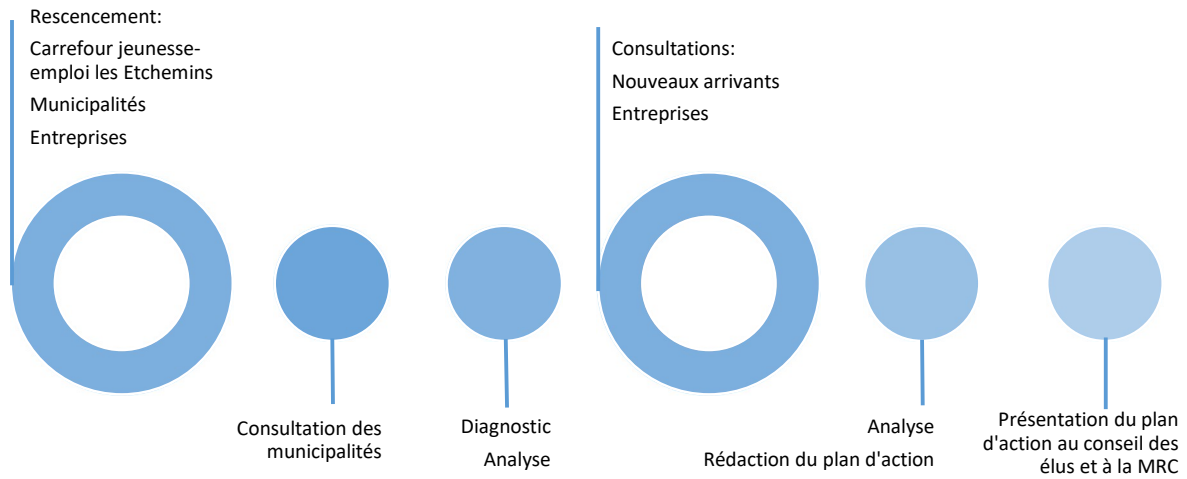 Rescencement:
Carrefour jeunesse-
emploi les Etchemins
Municipalités
Entreprises
Consultation des
municipalités
Diagnostic
Analyse
Consultations:
Nouveaux arrivants
Entreprises
Analyse
Rédaction du plan d'action
Présentation du plan
d'action au conseil des
élus et à la MRC